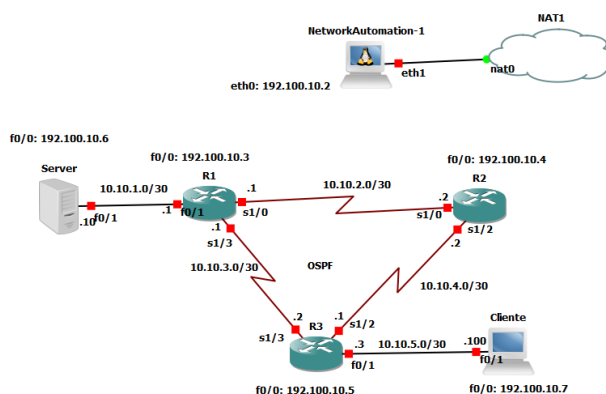 NAT1
NetworkAutomation-1
nat0
eth1
eth0: 192.100.10.2
f0/0: 192.100.10.6
Server
f0/0: 192.100.10.3
R1
f0/0: 192.100.10.4
R2
10.10.1.0/30
.10
f0/1
.1
f0/1
.1
s1/0
10.10.2.0/30
.2
s1/0
s1/2
.2
.1
s1/3
10.10.3.0/30
OSPF
10.10.4.0/30
.2
s1/3
R3
.1
s1/2
.3
f0/1
10.10.5.0/30
Cliente
.100
f0/1
f0/0: 192.100.10.5
f0/0: 192.100.10.7